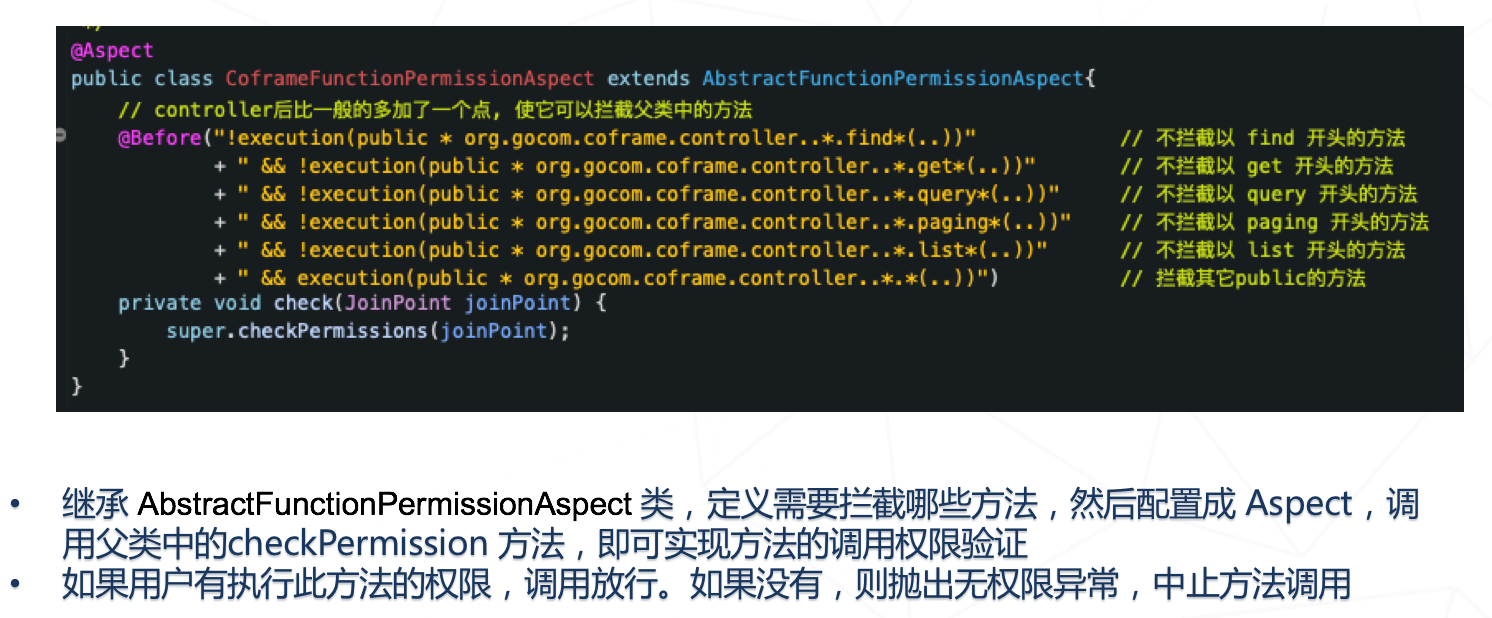 */
@Aspect
public class CoframeFunctionPermissionAspect extends AbstractFunctionPermissionAspect{
// controller后比一般的多加了一个点, 使它可以拦截父类中的方法
@Before("!execution(public * org.gocom.coframe.controller..*.find*(..))" // 不拦截以 find 开头的方法
+ " && !execution(public * org.gocom.coframe.controller..*.get*(..))" // 不拦截以 get 开头的方法
+ " && !execution(public * org.gocom.coframe.controller..*.query*(..))" // 不拦截以 query 开头的方法
+ " && !execution(public * org.gocom.coframe.controller..*.paging*(..))" // 不拦截以 paging 开头的方法
+ " && !execution(public * org.gocom.coframe.controller..*.list*(..))" // 不拦截以 list 开头的方法
+ " && execution(public * org.gocom.coframe.controller..*.*(..))") // 拦截其它public的方法
private void check(JoinPoint joinPoint) {
super.checkPermissions(joinPoint);
}
}
• 继承 AbstractFunctionPermissionAspect 类，定义需要拦截哪些方法，然后配置成 Aspect，调
用父类中的checkPermission 方法，即可实现方法的调用权限验证
• 如果用户有执行此方法的权限，调用放行。如果没有，则抛出无权限异常，中止方法调用